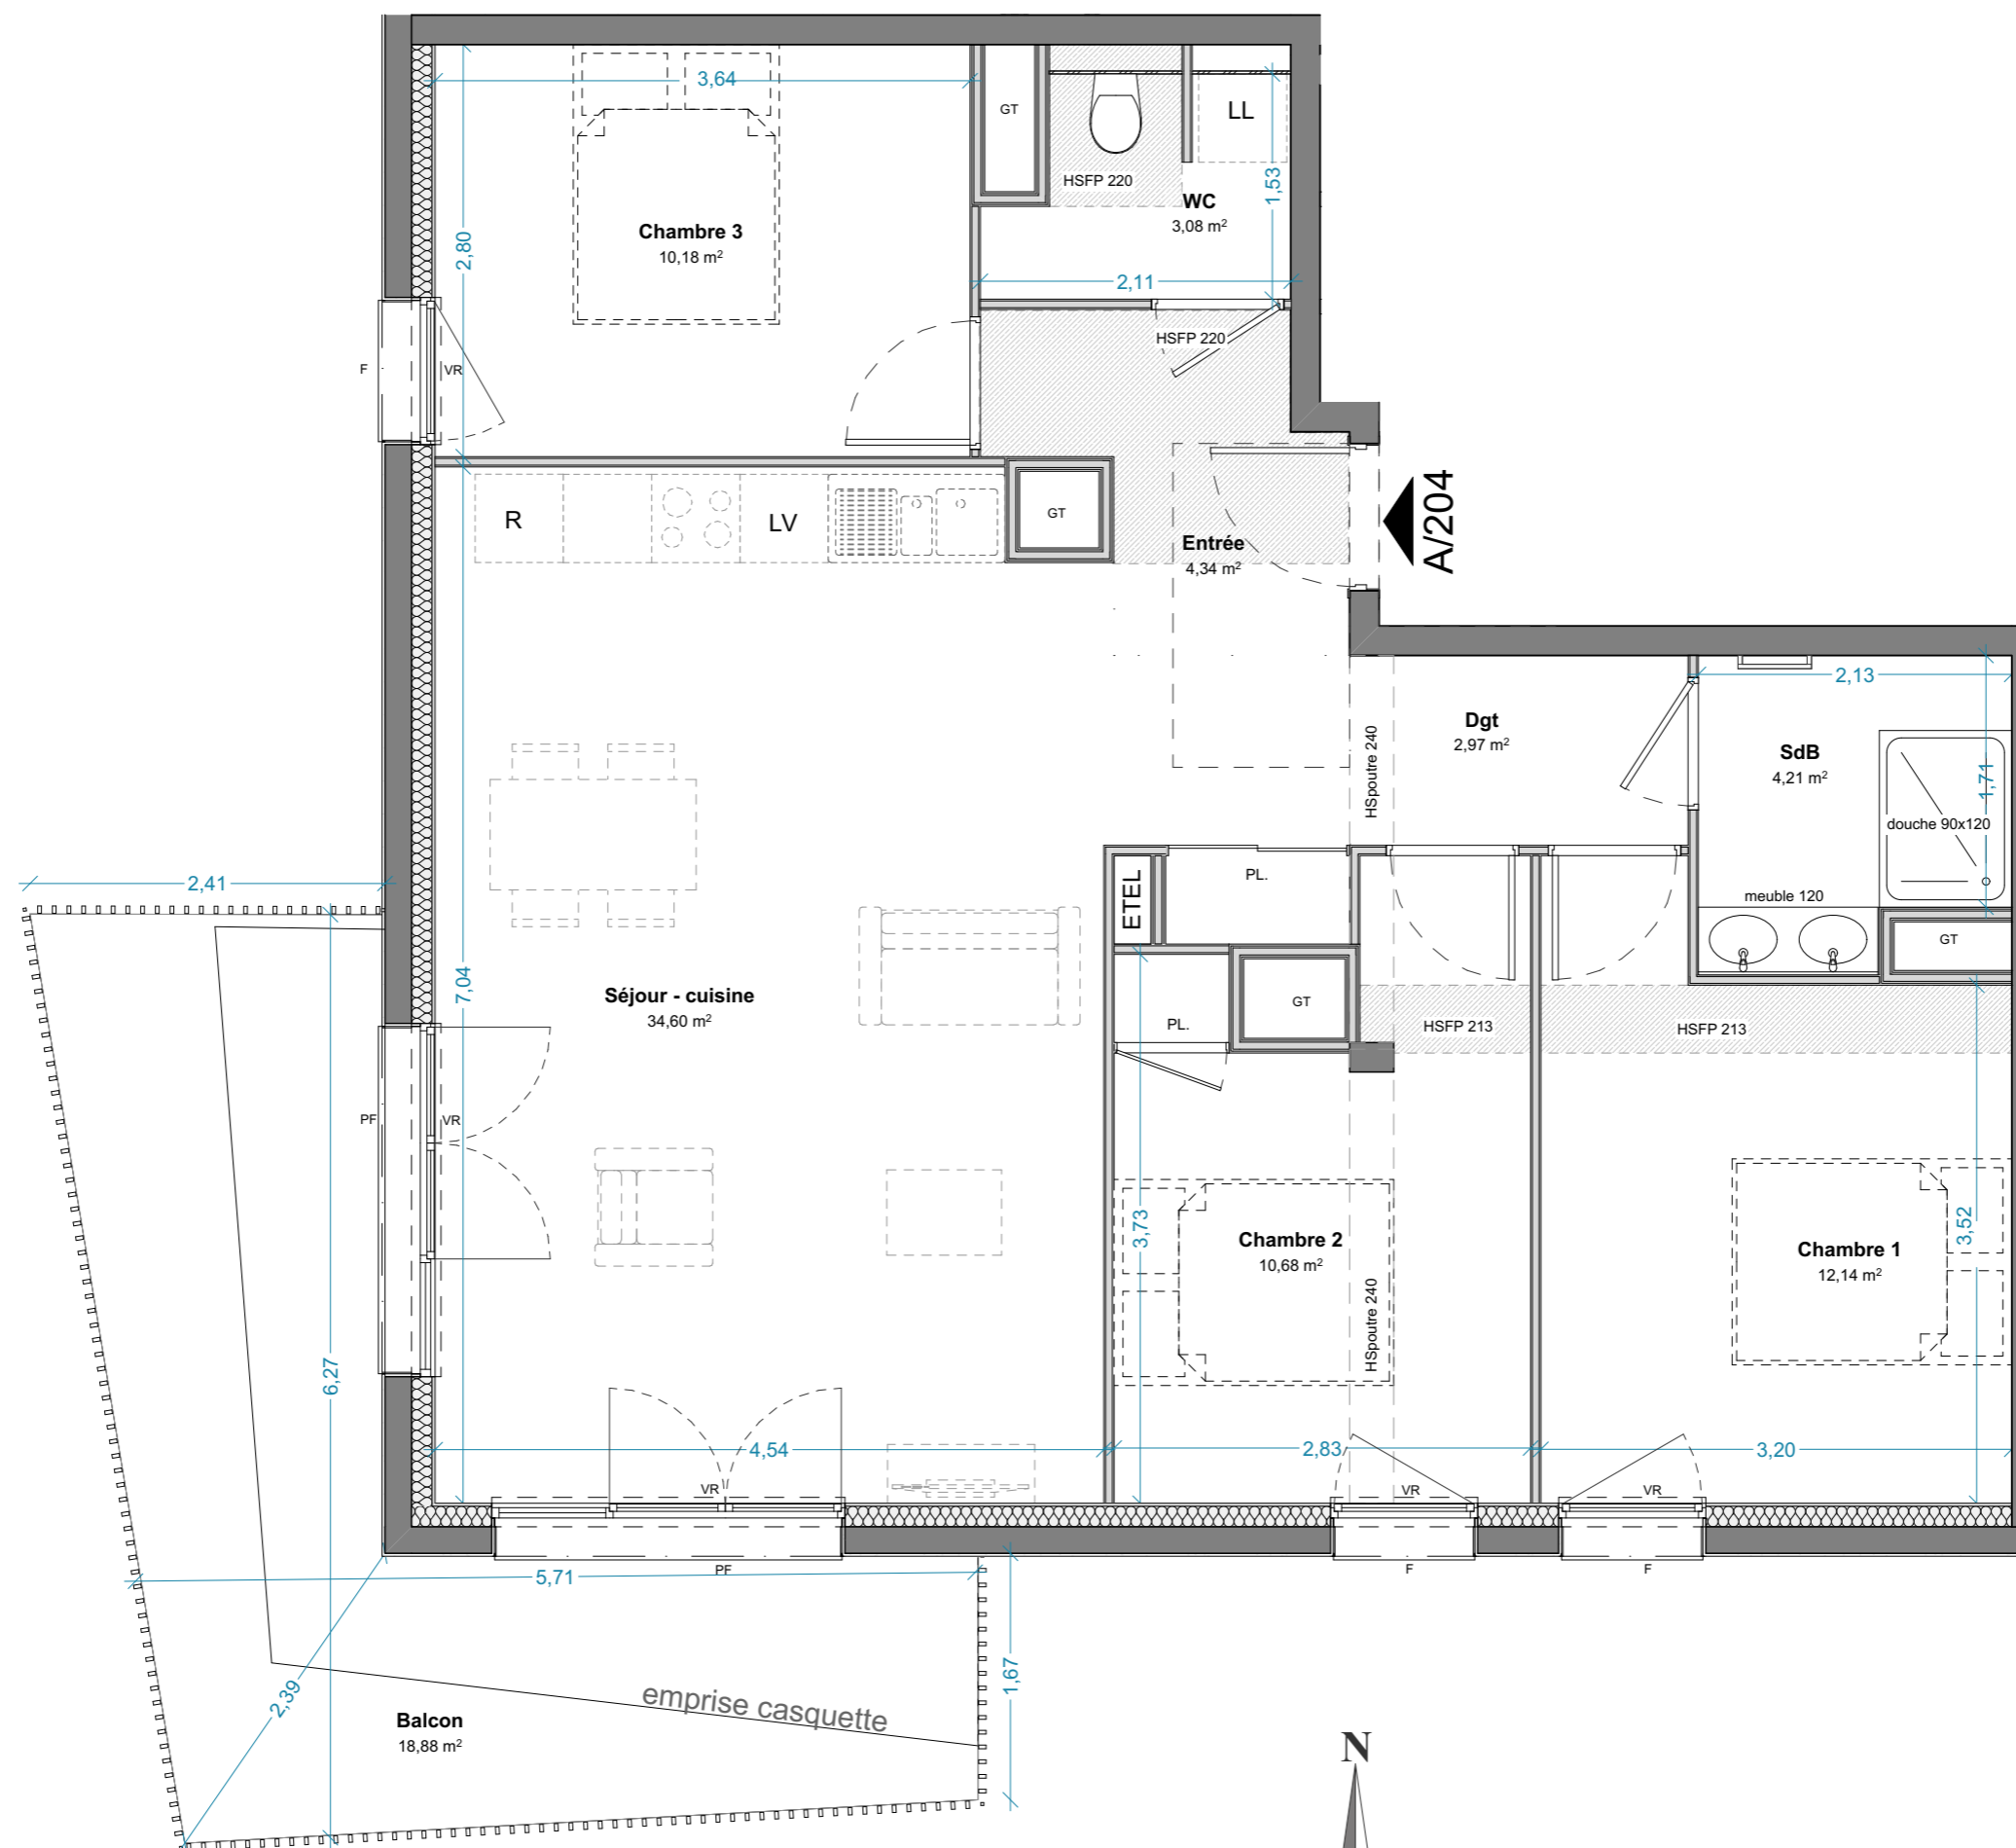 3,64
GT
LL
HSFP 220
1,53
WC
3,08 m²
Chambre 3
10,18 m²
2,80
2,11
HSFP 220
F
VR
R
LV
GT
Entrée
4,34 m²
A/204
2,13
Dgt
2,97 m²
HSpoutre 240
SdB
4,21 m²
1,71
douche 90x120
2,41
ETEL
PL.
meuble 120
GT
7,04
Séjour - cuisine
34,60 m²
PL.
GT
HSFP 213
HSFP 213
PF
VR
3,73
Chambre 2
10,68 m²
3,52
Chambre 1
12,14 m²
HSpoutre 240
6,27
4,54
2,83
3,20
VR
VR
VR
PF
F
F
5,71
1,67
2,39
emprise casquette
Balcon
18,88 m²
N